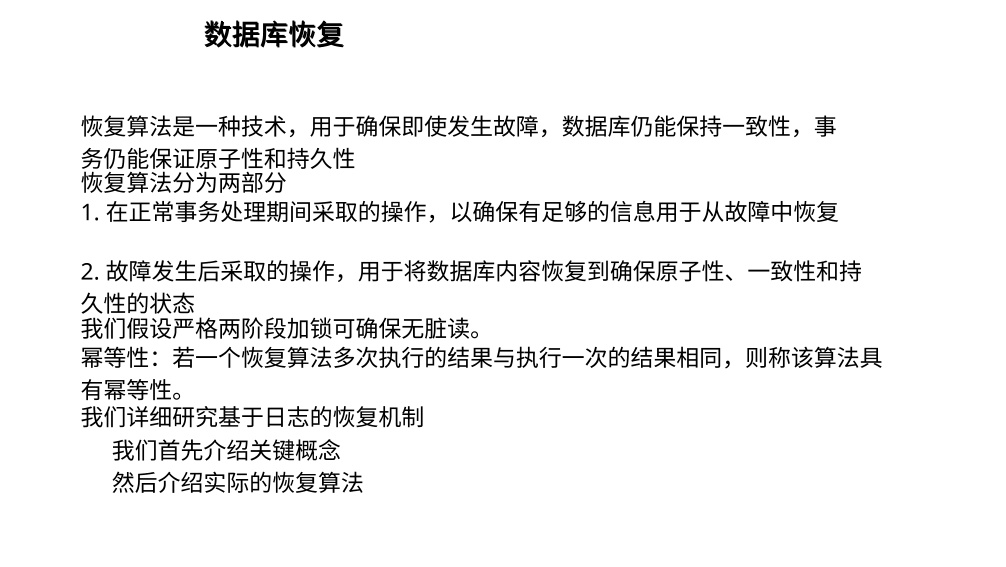 数据库恢复
恢复算法是一种技术，用于确保即使发生故障，数据库仍能保持一致性，事
务仍能保证原子性和持久性
恢复算法分为两部分
1. 在正常事务处理期间采取的操作，以确保有足够的信息用于从故障中恢复
2. 故障发生后采取的操作，用于将数据库内容恢复到确保原子性、一致性和持
久性的状态
我们假设严格两阶段加锁可确保无脏读。
幂等性：若一个恢复算法多次执行的结果与执行一次的结果相同，则称该算法具
有幂等性。
我们详细研究基于日志的恢复机制
我们首先介绍关键概念
然后介绍实际的恢复算法